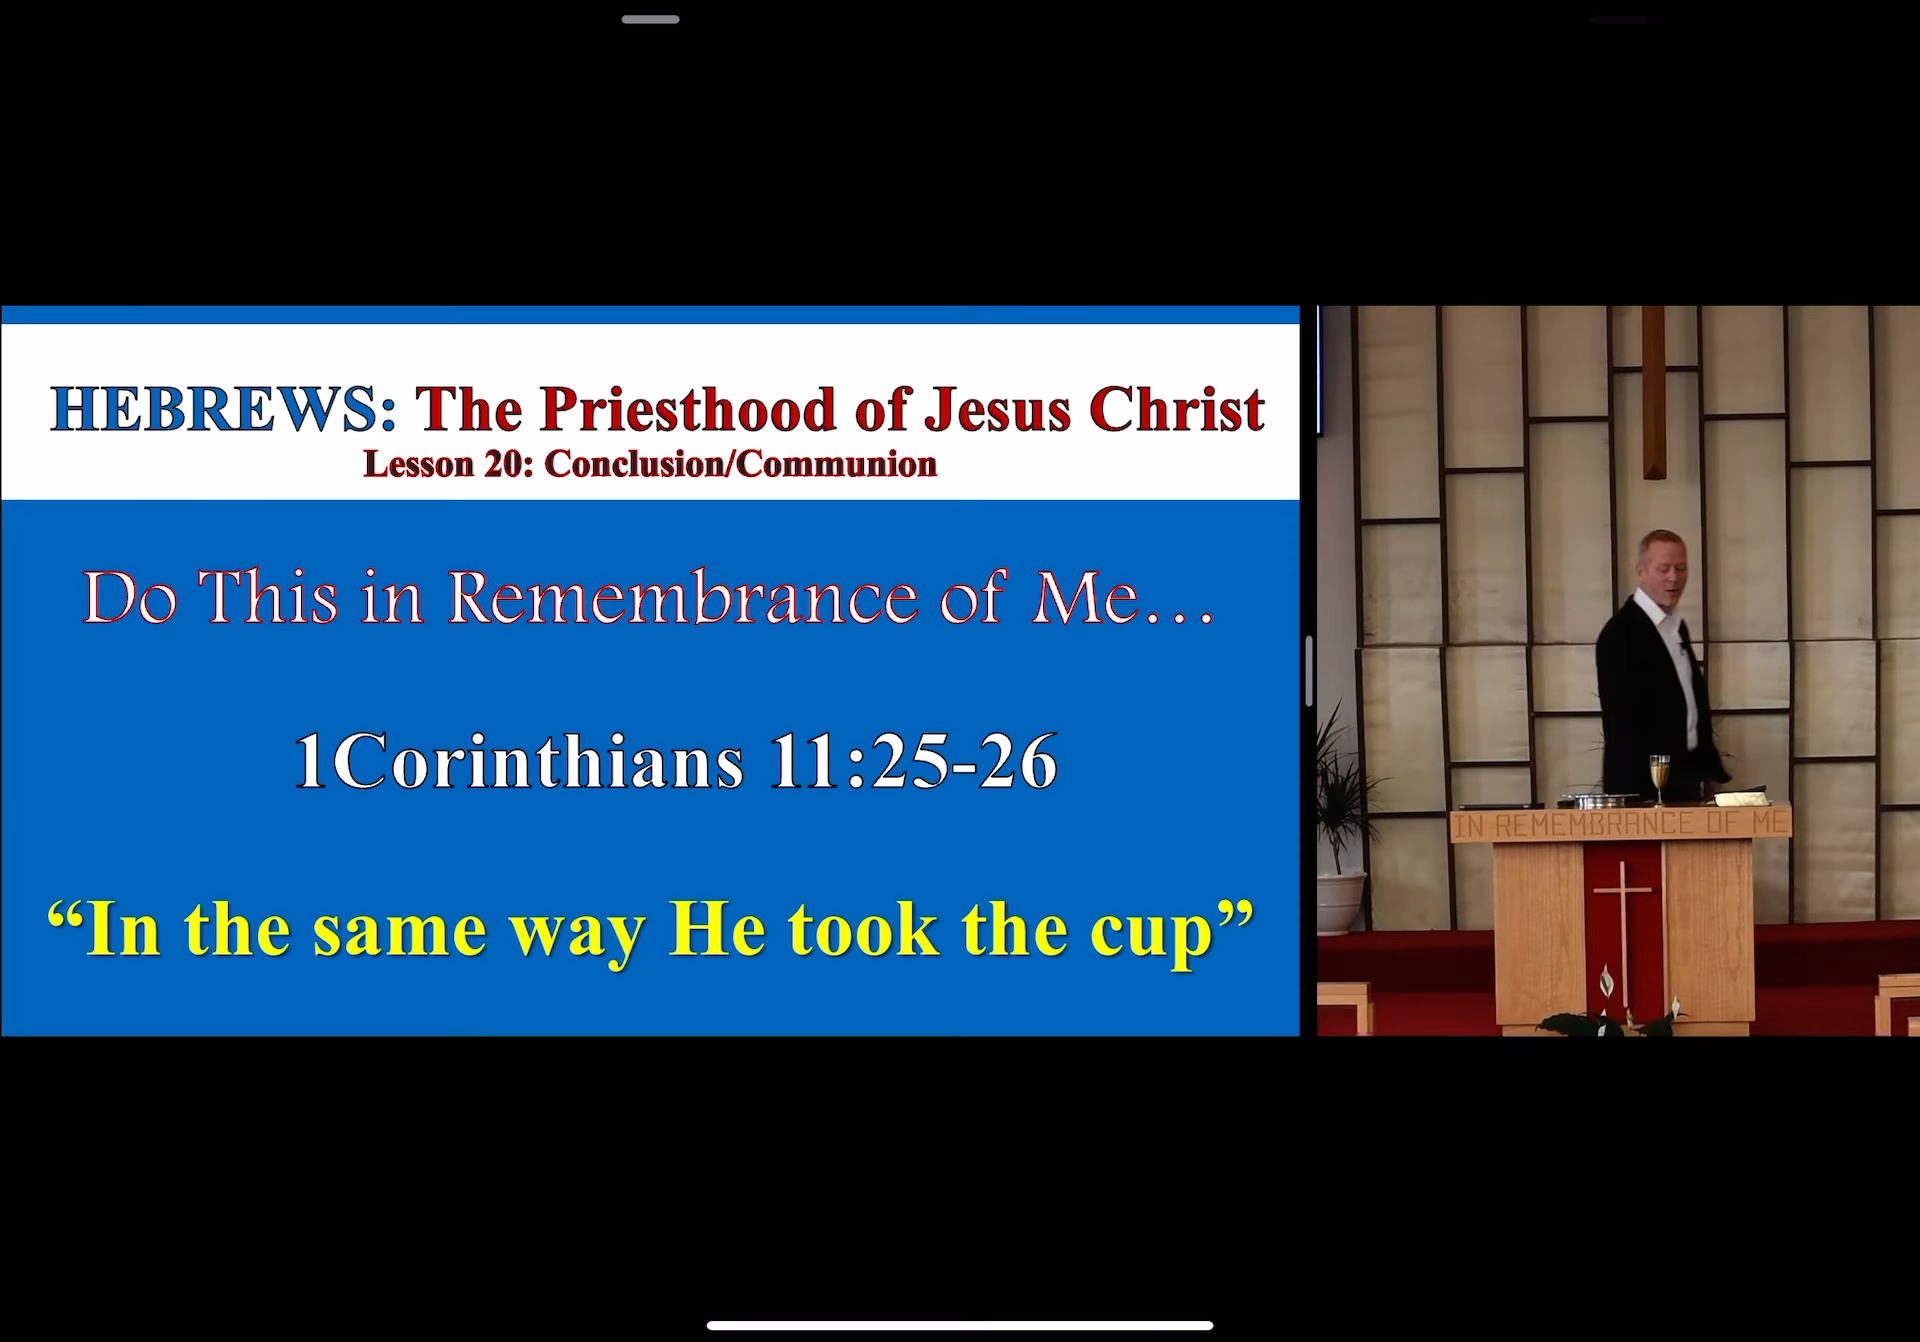 HEBREWS: The Priesthood of Jesus Christ
Lesson 20: Conclusion/Communion
Do This in Remembrance of Me...
1Corinthians 11:25-26
“In the same way He took the cup”
IN REMEMBRANCE OF ME